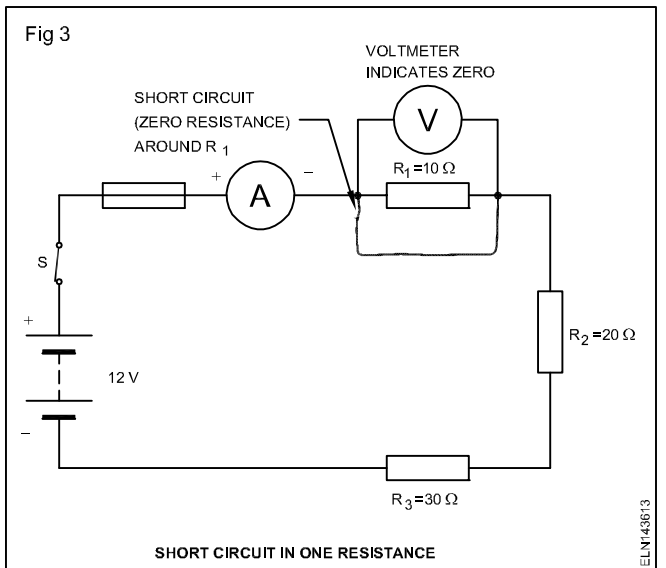 Fig 3
VOLTMETER
INDICATES ZERO
SHORT CIRCUIT
(ZERO RESISTANCE)
AROUND R 1
V
R1=10 Ω
+
−
A
S
+
12 V
−
R2=20 Ω
R3=30 Ω
SHORT CIRCUIT IN ONE RESISTANCE
ELN143613